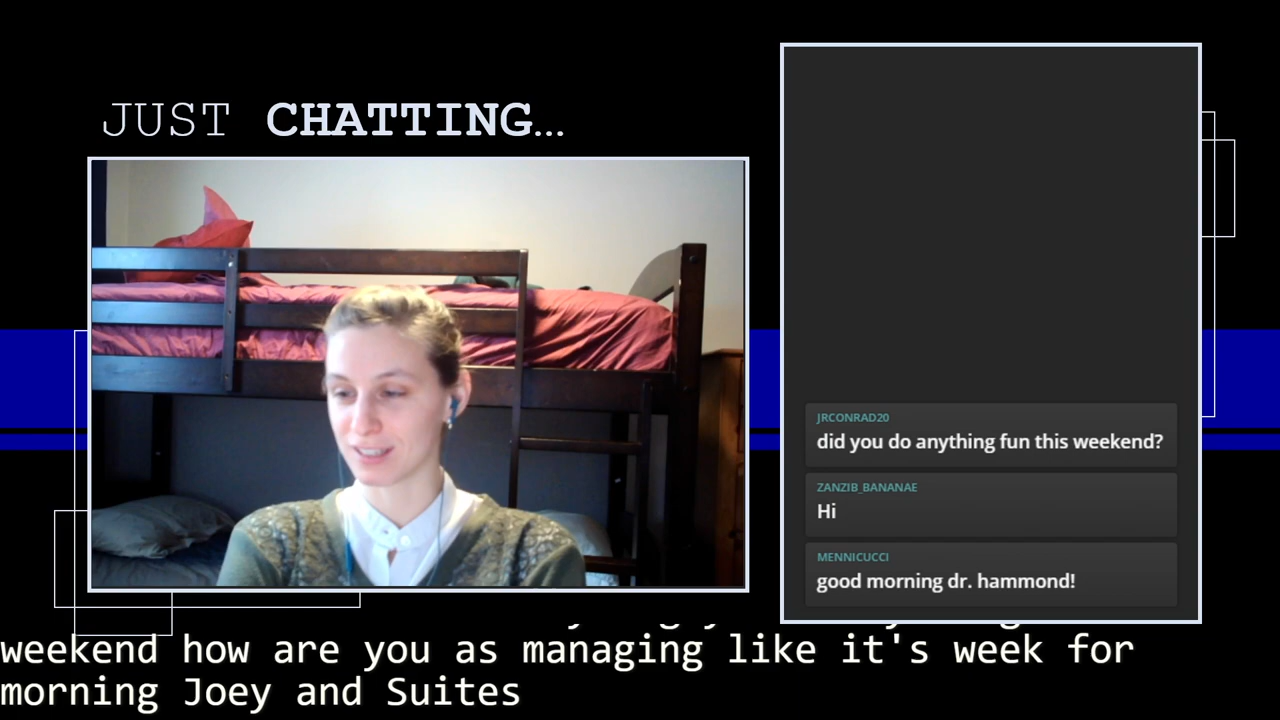 JUST CHATTING…
JRCONRAD20
did you do anything fun this weekend?
ZANZIB_BANANAE
Hi
MENNICUCCI
good morning dr. hammond!
weekend how are you as managing like it's week for
morning Joey and Suites